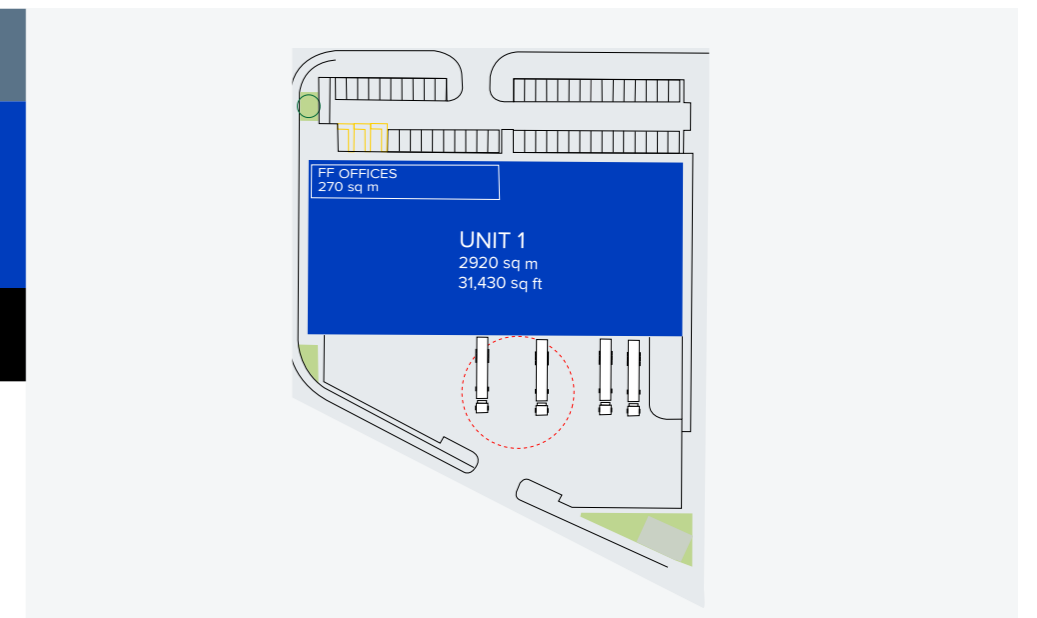 FF OFFICES
270 sq m
UNIT 1
2920 sq m
31,430 sq ft